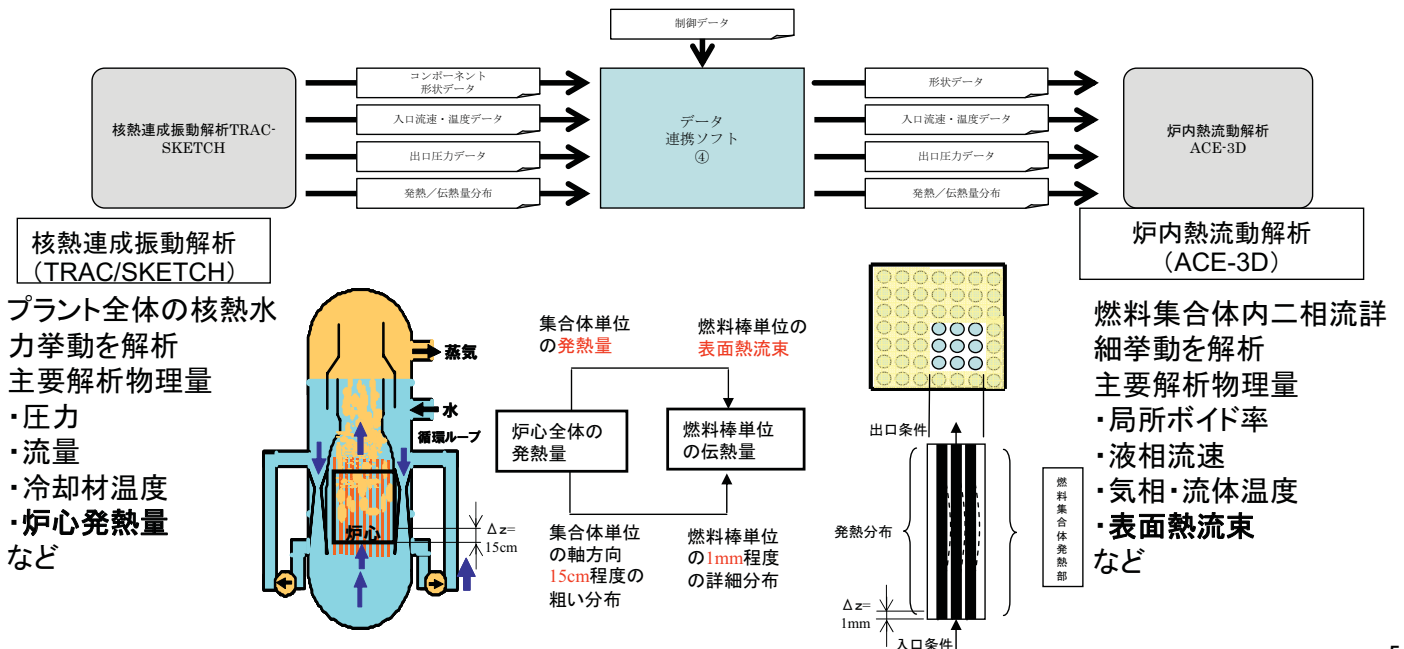 制御データ
核熱連成振動解析TRAC-
SKETCH
コンポーネント
形状データ
入口流速・温度データ
出口圧力データ
発熱／伝熱量分布
データ
連携ソフト
④
形状データ
入口流速・温度データ
出口圧力データ
発熱／伝熱量分布
炉内熱流動解析
ACE-3D
核熱連成振動解析
（TRAC/SKETCH）
プラント全体の核熱水
力挙動を解析
主要解析物理量
・圧力
・流量
・冷却材温度
・炉心発熱量
など
蒸気
水
循環ループ
炉心
Δz=
15cm
集合体単位
の発熱量
燃料棒単位の
表面熱流束
炉心全体の
発熱量
燃料棒単位
の伝熱量
集合体単位
の軸方向
15cm程度の
粗い分布
燃料棒単位
の1mm程度
の詳細分布
出口条件
発熱分布
Δz=
1mm
入口条件
燃料集合体発熱部
炉内熱流動解析
（ACE-3D）
燃料集合体内二相流詳
細挙動を解析
主要解析物理量
・局所ボイド率
・液相流速
・気相・流体温度
・表面熱流束
など